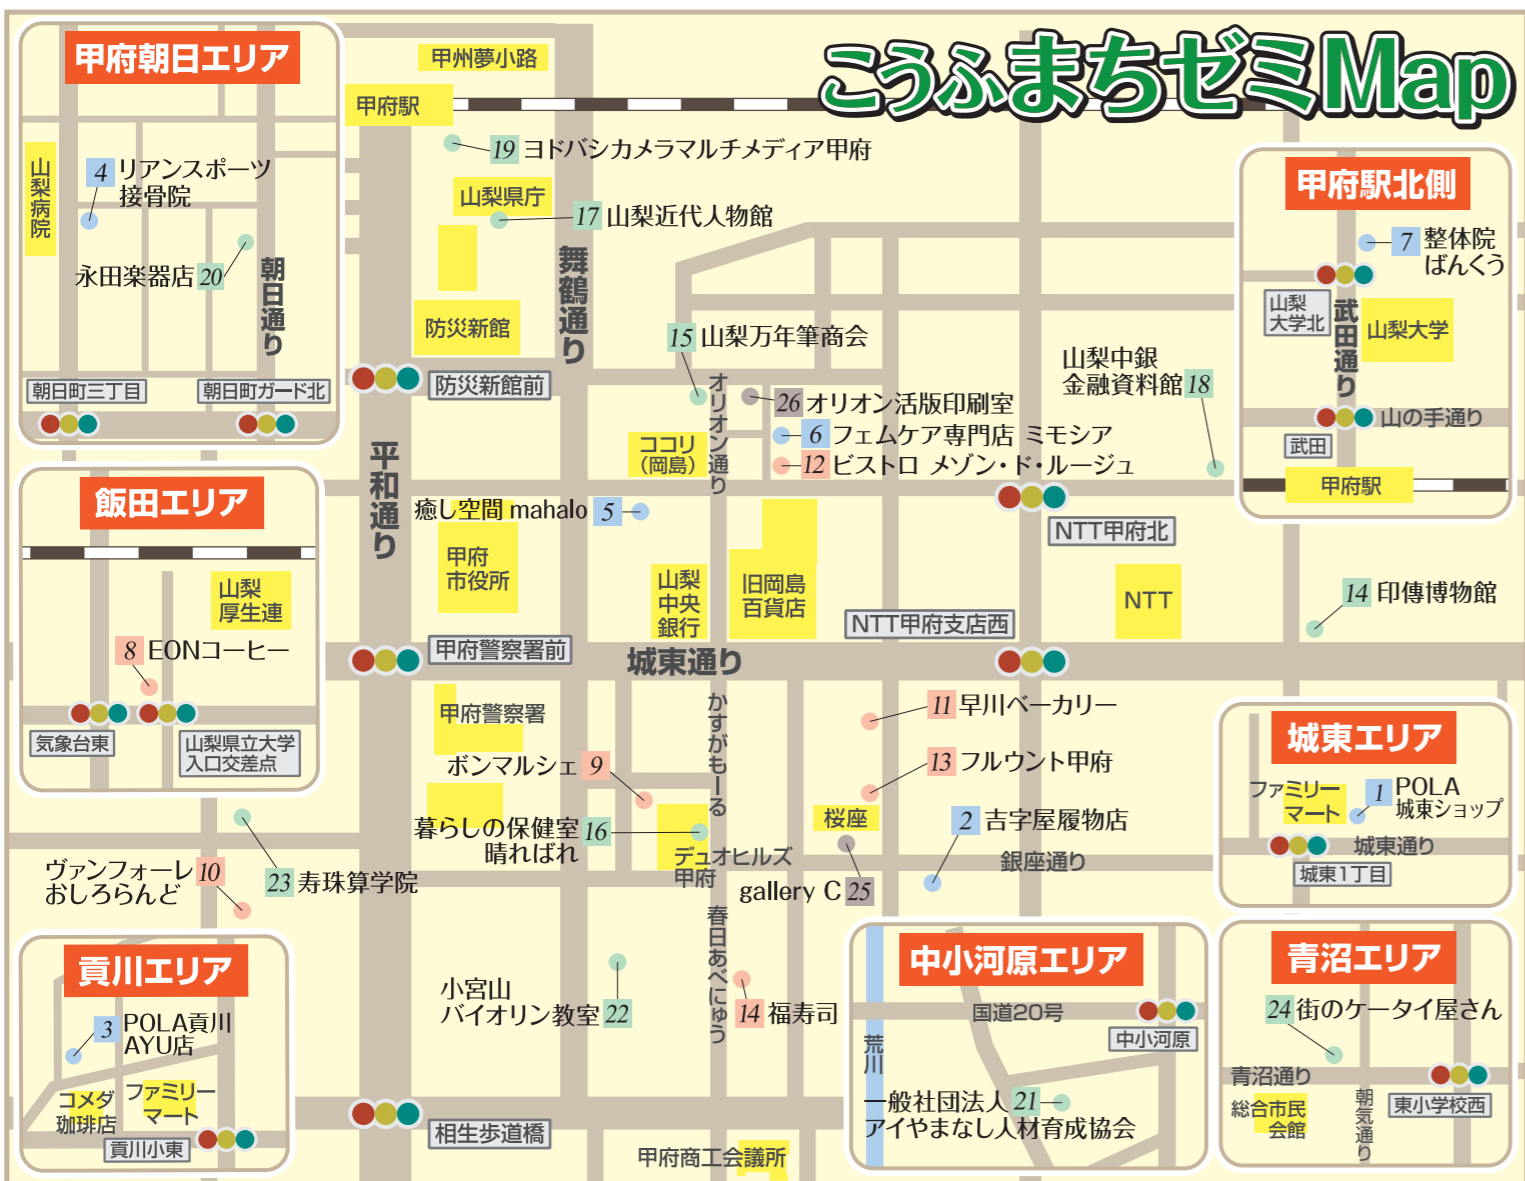 こうふまちゼミMap
甲府朝日エリア
山梨病院
4 リアンスポーツ
接骨院
永田楽器店 20
朝日通り
朝日町三丁目
朝日町ガード北
甲州夢小路
甲府駅
19 ヨドバシカメラマルチメディア甲府
山梨県庁
17 山梨近代人物館
舞鶴通り
防災新館
防災新館前
15 山梨万年筆商会
オリオン通り
26 オリオン活版印刷室
6 フェムケア専門店 ミモシア
12 ビストロ メゾン・ド・ルージュ
ココリ
(岡島)
山梨中銀
金融資料館 18
甲府駅北側
7 整体院
ばんくう
山梨
大学北
武田通り
山梨大学
山の手通り
武田
甲府駅
平和通り
癒し空間 mahalo 5
甲府
市役所
山梨
中央
銀行
旧岡島
百貨店
NTT甲府北
NTT
NTT甲府支店西
14 印傳博物館
甲府警察署前
城東通り
飯田エリア
山梨
厚生連
8 EONコーヒー
気象台東
山梨県立大学
入口交差点
甲府警察署
ボンマルシェ 9
かすがもーる
11 早川ベーカリー
13 フルウント甲府
桜座
2 吉字屋履物店
銀座通り
gallery C 25
暮らしの保健室 16
晴ればれ
デュオヒルズ
甲府
城東エリア
ファミリー
マート
1 POLA
城東ショップ
城東通り
城東1丁目
ヴァンフォーレ 10
おしろらんど
23 寿珠算学院
春日あべにゅう
小宮山
バイオリン教室 22
14 福寿司
貢川エリア
3 POLA貢川
AYU店
コメダ
珈琲店
ファミリー
マート
貢川小東
相生歩道橋
甲府商工会議所
中小河原エリア
国道20号
中小河原
荒川
一般社団法人 21
アイやまなし人材育成協会
青沼エリア
24 街のケータイ屋さん
青沼通り
総合市民
会館
朝気通り
東小学校西